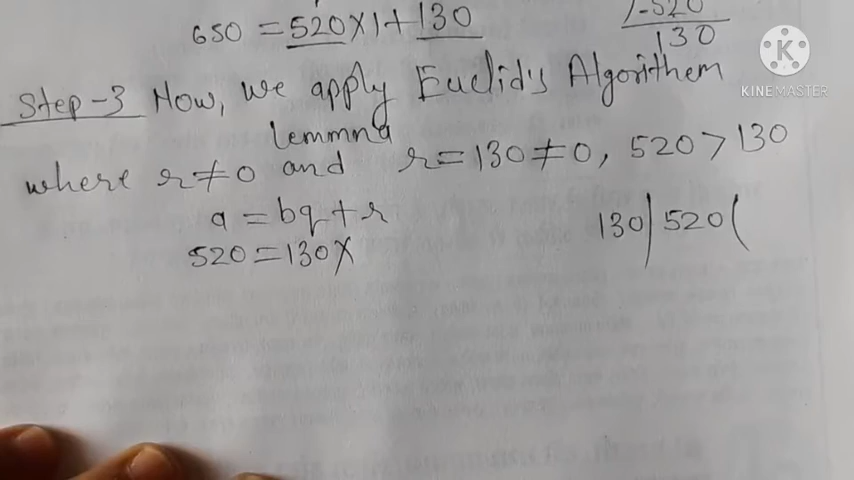 650 = 520 × 1 + 130
) -520
130
Step-3 Now, we apply Euclid's Algorithem
lemmna
where r ≠ 0 and r = 130 ≠ 0, 520 > 130
a = bq + r
520 = 130 ×
130 ) 520 (
K
KINEMASTER